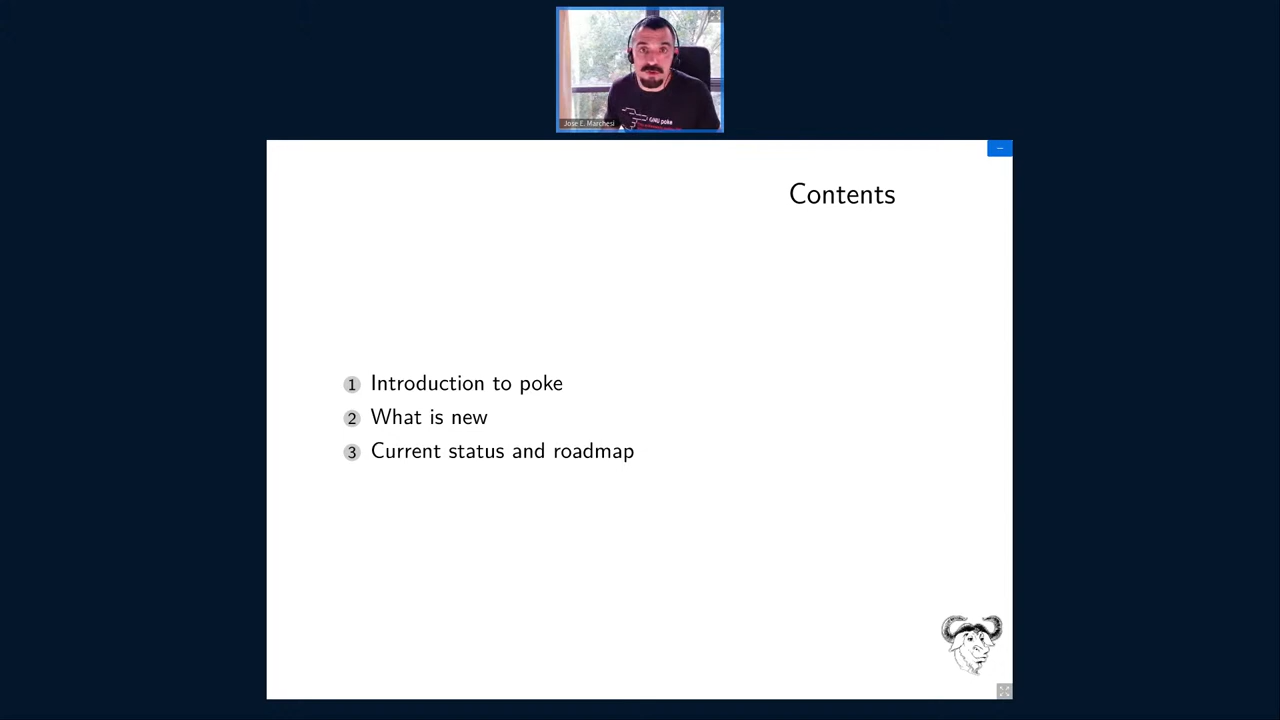 GNU poke
Jose E. Marchesi
Contents
1 Introduction to poke
2 What is new
3 Current status and roadmap